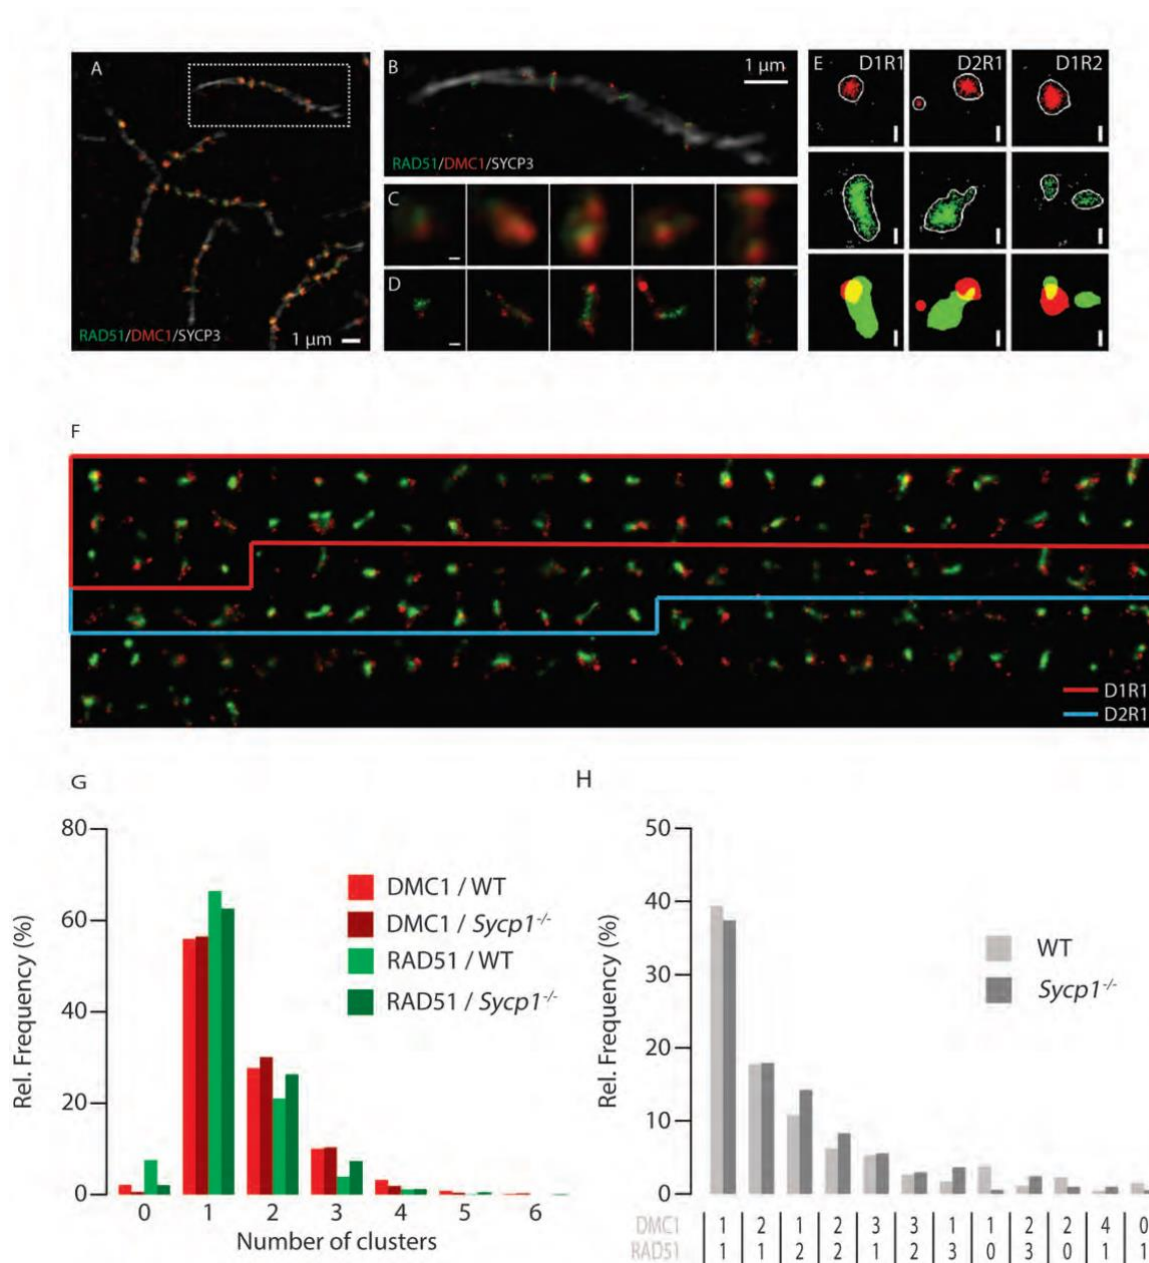 A
RAD51/DMC1/SYCP3
1 μm
B
1 μm
RAD51/DMC1/SYCP3
C
D
E D1R1 D2R1 D1R2
F
D1R1
D2R1
G
Rel. Frequency (%)
80
60
40
20
0
0 1 2 3 4 5 6
Number of clusters
DMC1 / WT
DMC1 / Sycp1-/-
RAD51 / WT
RAD51 / Sycp1-/-
H
Rel. Frequency (%)
50
40
30
20
10
0
WT
Sycp1-/-
DMC1 1 2 1 2 3 3 1 1 2 2 4 0
RAD51 1 1 2 2 1 2 3 0 3 0 1 1